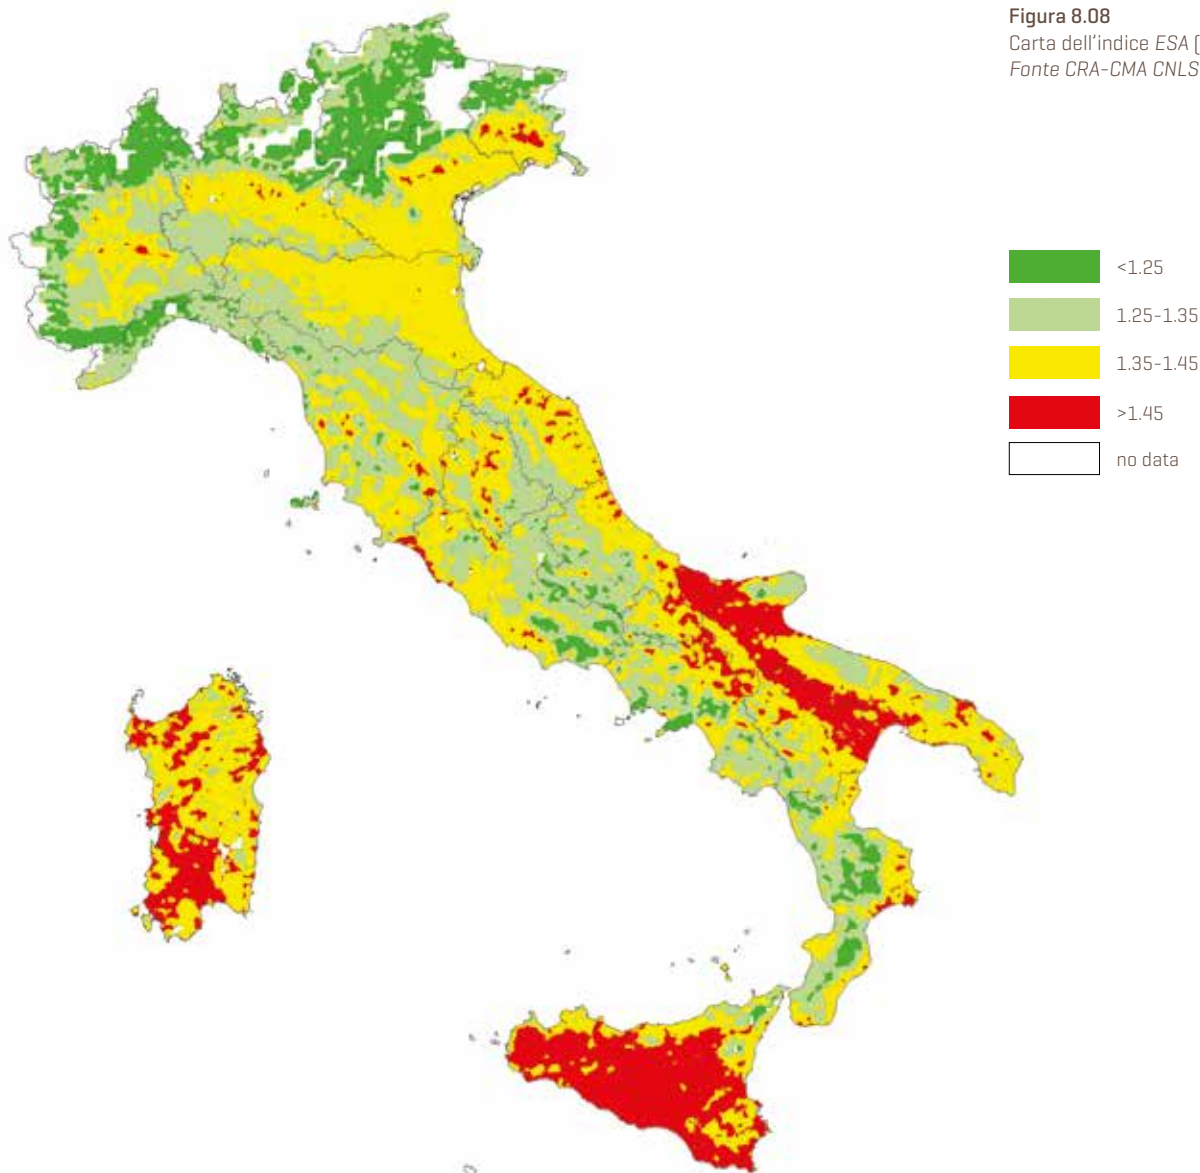 Figura 8.08
Carta dell'indice ESA (
Fonte CRA-CMA CNLS
<1.25
1.25-1.35
1.35-1.45
>1.45
no data